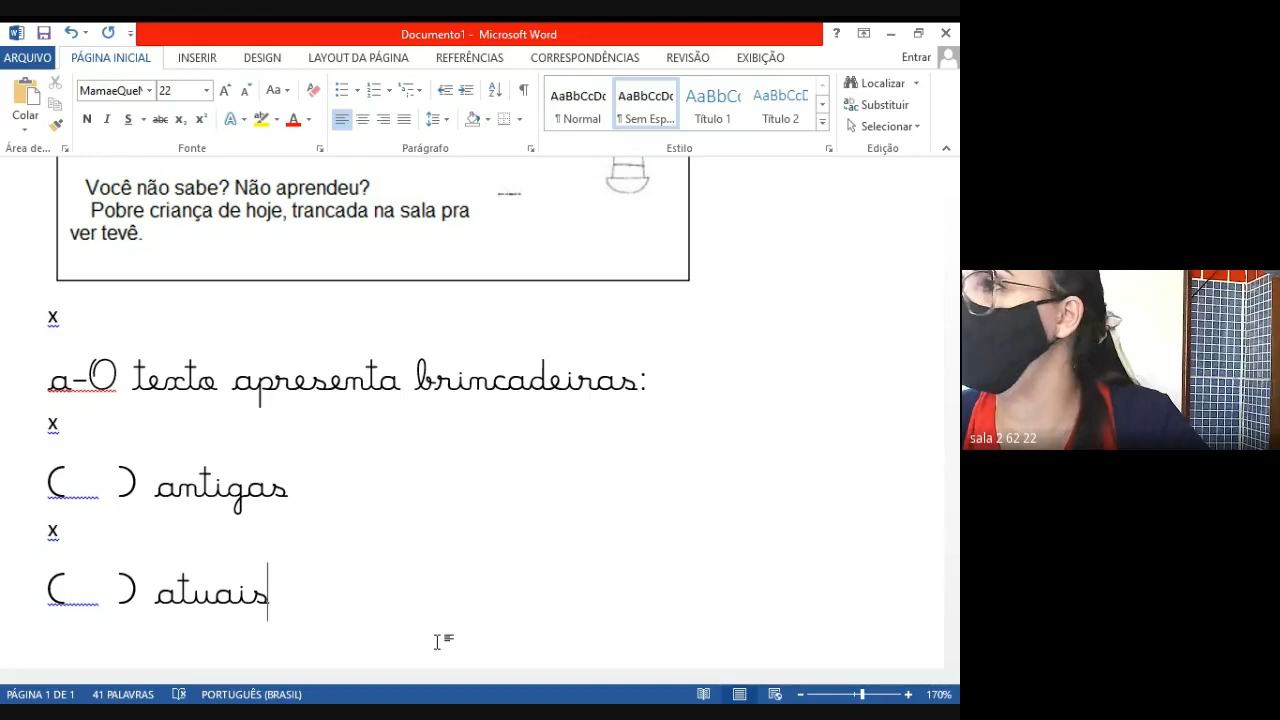 Documento1 - Microsoft Word
?
ARQUIVO PÁGINA INICIAL INSERIR DESIGN LAYOUT DA PÁGINA REFERÊNCIAS CORRESPONDÊNCIAS REVISÃO EXIBIÇÃO Entrar
Colar
MamaeQueN 22
AaBbCcDc AaBbCcDc AaBbC( AaBbCcD
¶ Normal ¶ Sem Esp... Título 1 Título 2
Localizar
Substituir
Selecionar
Área de... Fonte Parágrafo Estilo Edição
Você não sabe? Não aprendeu?
Pobre criança de hoje, trancada na sala pra
ver tevê.
x
a-O texto apresenta brincadeiras:
x
( ) antigas
x
( ) atuais
PÁGINA 1 DE 1 41 PALAVRAS PORTUGUÊS (BRASIL) 170%
sala 2 62 22